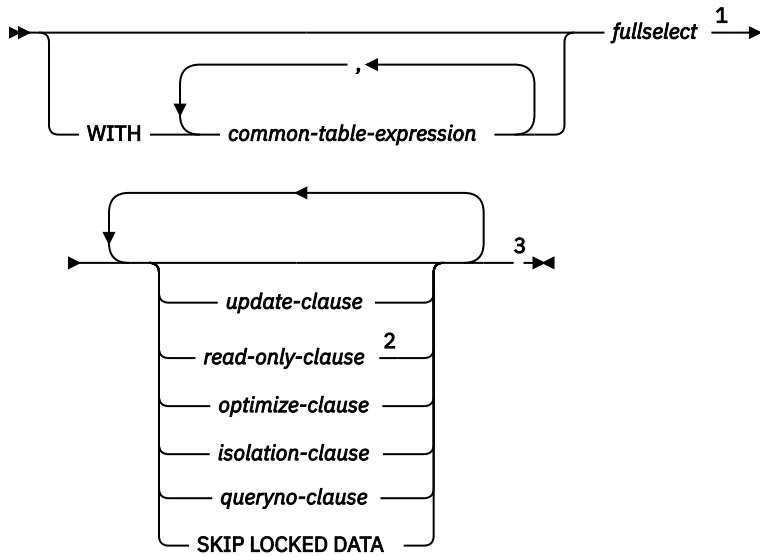 fullselect 1
,
WITH common-table-expression
3
update-clause
read-only-clause 2
optimize-clause
isolation-clause
queryno-clause
SKIP LOCKED DATA